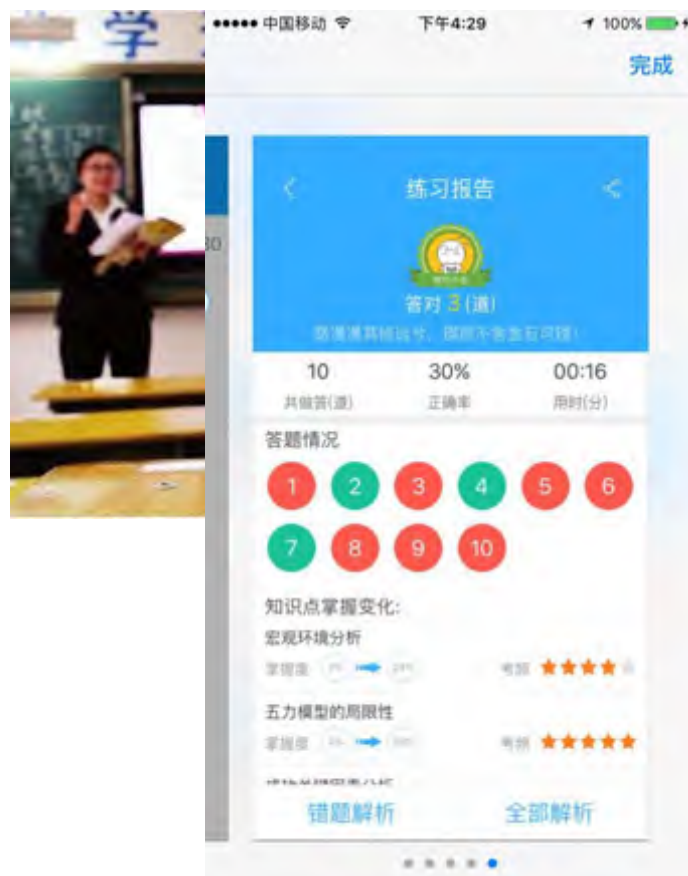 学
中国移动
下午4:29
100%
完成
练习报告
答对 3 (道)
10
30%
00:16
共做答(道)
正确率
用时(分)
答题情况
1
2
3
4
5
6
7
8
9
10
知识点掌握变化:
宏观环境分析
掌握度
考频
五力模型的局限性
掌握度
考频
错题解析
全部解析